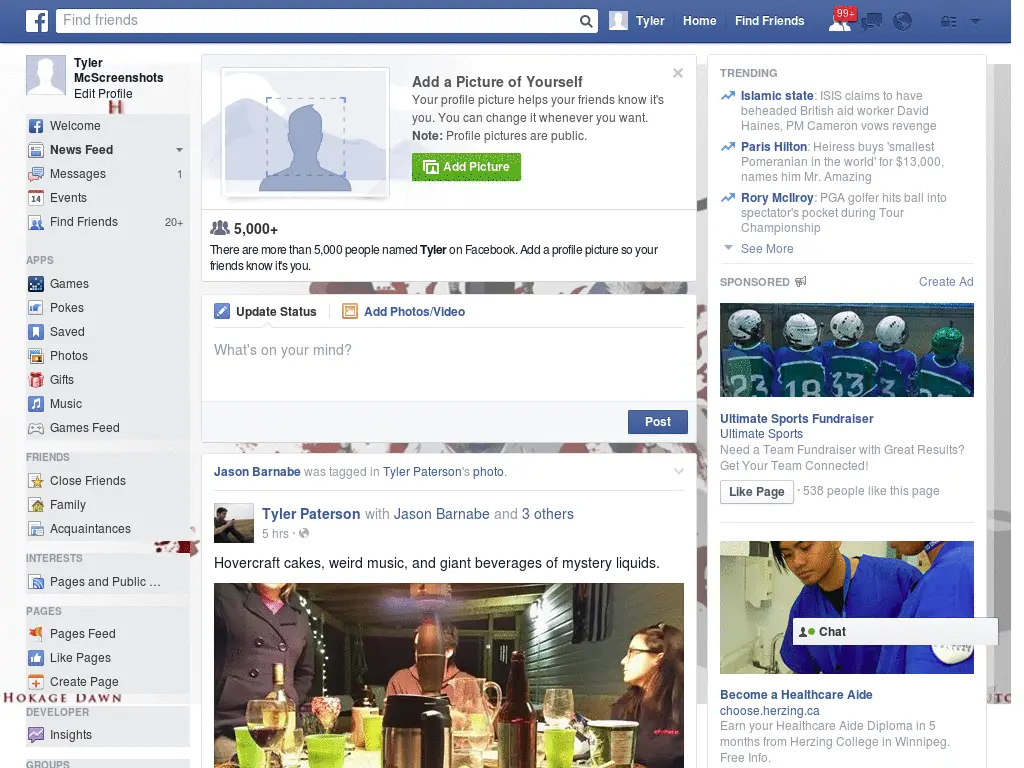 Find friends
Tyler
Home
Find Friends
99+
Tyler
McScreenshots
Edit Profile
H
Welcome
News Feed
Messages 1
14 Events
Find Friends 20+
APPS
Games
Pokes
Saved
Photos
Gifts
Music
Games Feed
FRIENDS
Close Friends
Family
Acquaintances
INTERESTS
Pages and Public ...
PAGES
Pages Feed
Like Pages
Create Page
HOKAGE DAWN
DEVELOPER
Insights
GROUPS
Add a Picture of Yourself
Your profile picture helps your friends know it's
you. You can change it whenever you want.
Note: Profile pictures are public.
Add Picture
5,000+
There are more than 5,000 people named Tyler on Facebook. Add a profile picture so your
friends know it's you.
Update Status
Add Photos/Video
What's on your mind?
Post
Jason Barnabe was tagged in Tyler Paterson's photo.
Tyler Paterson with Jason Barnabe and 3 others
5 hrs ·
Hovercraft cakes, weird music, and giant beverages of mystery liquids.
TRENDING
Islamic state: ISIS claims to have
beheaded British aid worker David
Haines, PM Cameron vows revenge
Paris Hilton: Heiress buys 'smallest
Pomeranian in the world' for $13,000,
names him Mr. Amazing
Rory McIlroy: PGA golfer hits ball into
spectator's pocket during Tour
Championship
See More
SPONSORED
Create Ad
23 18 33
Ultimate Sports Fundraiser
Ultimate Sports
Need a Team Fundraiser with Great Results?
Get Your Team Connected!
Like Page · 538 people like this page
Chat
Become a Healthcare Aide
choose.herzing.ca
Earn your Healthcare Aide Diploma in 5
months from Herzing College in Winnipeg.
Free Info.